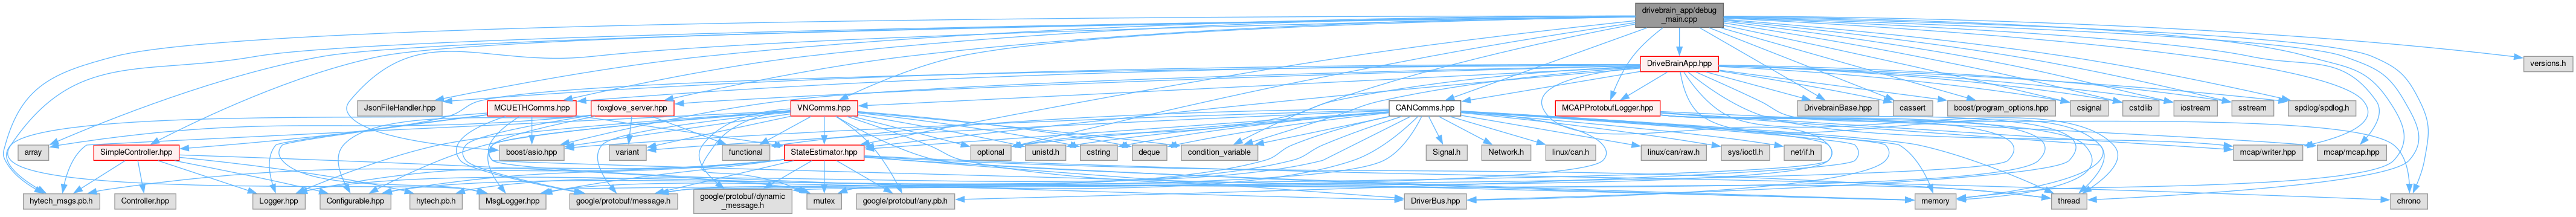 drivebrain_app/debug
_main.cpp
DriveBrainApp.hpp
versions.h
JsonFileHandler.hpp
MCUETHComms.hpp
foxglove_server.hpp
VNComms.hpp
CANComms.hpp
MCAPProtobufLogger.hpp
DrivebrainBase.hpp
cassert
boost/program_options.hpp
csignal
cstdlib
iostream
sstream
spdlog/spdlog.h
array
SimpleController.hpp
boost/asio.hpp
variant
functional
StateEstimator.hpp
optional
unistd.h
cstring
deque
condition_variable
Signal.h
Network.h
linux/can.h
linux/can/raw.h
sys/ioctl.h
net/if.h
mcap/writer.hpp
mcap/mcap.hpp
hytech_msgs.pb.h
Controller.hpp
Logger.hpp
Configurable.hpp
hytech.pb.h
MsgLogger.hpp
google/protobuf/message.h
google/protobuf/dynamic
_message.h
mutex
google/protobuf/any.pb.h
DriverBus.hpp
memory
thread
chrono